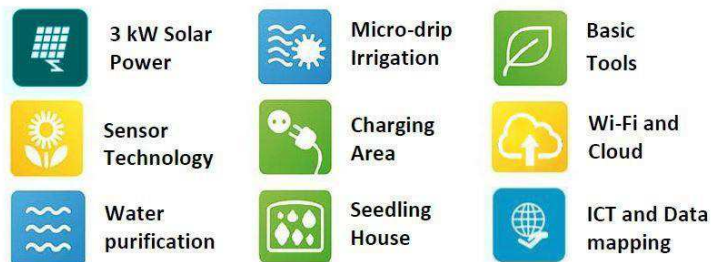 3 kW Solar
Power
Micro-drip
Irrigation
Basic
Tools
Sensor
Technology
Charging
Area
Wi-Fi and
Cloud
Water
purification
Seedling
House
ICT and Data
mapping